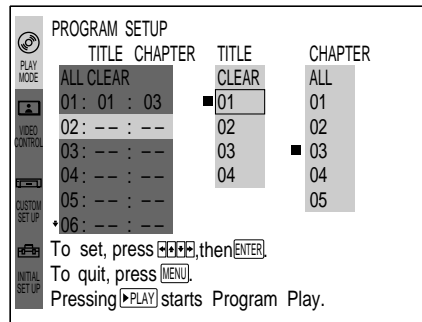 PROGRAM SETUP
TITLE CHAPTER TITLE CHAPTER
PLAY MODE
ALL CLEAR CLEAR ALL
01 : 01 : 03 01 01
02 : – – : – – 02 02
VIDEO CONTROL
03 : – – : – – 03 03
04 : – – : – – 04 04
CUSTOM SET UP
05 : – – : – – 05
06 : – – : – –
To set, press , then ENTER.
INITIAL SET UP
To quit, press MENU.
Pressing PLAY starts Program Play.